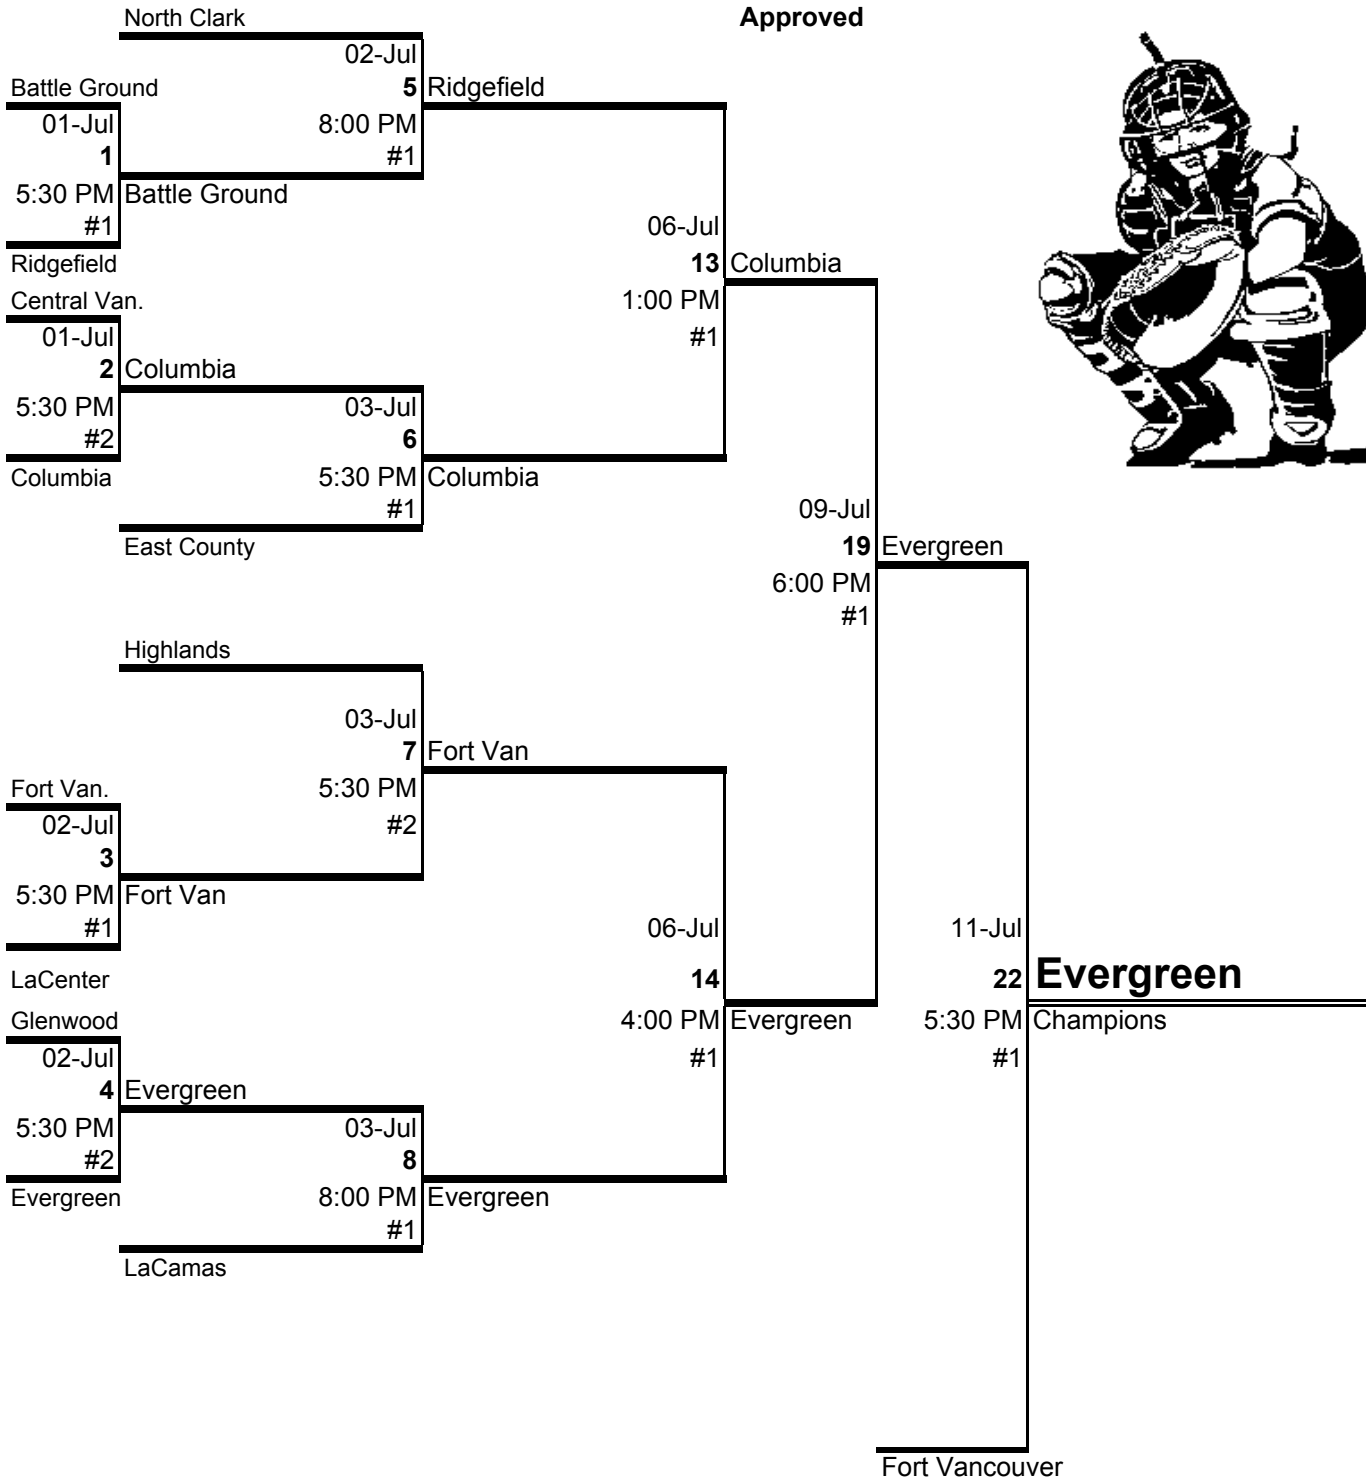 North Clark
Approved
02-Jul
Battle Ground
5 Ridgefield
01-Jul
8:00 PM
1
#1
5:30 PM Battle Ground
#1
06-Jul
Ridgefield
13 Columbia
Central Van.
1:00 PM
01-Jul
#1
2 Columbia
5:30 PM
03-Jul
#2
6
Columbia
5:30 PM Columbia
#1
09-Jul
East County
19 Evergreen
6:00 PM
#1
Highlands
03-Jul
7 Fort Van
Fort Van.
5:30 PM
02-Jul
#2
3
5:30 PM Fort Van
#1
06-Jul
11-Jul
LaCenter
14
22 Evergreen
Glenwood
4:00 PM Evergreen
5:30 PM Champions
02-Jul
#1
#1
4 Evergreen
5:30 PM
03-Jul
#2
8
Evergreen
8:00 PM Evergreen
#1
LaCamas
Fort Vancouver